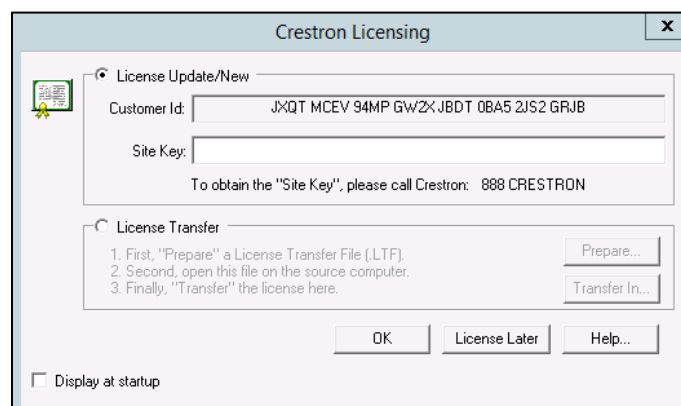 Crestron Licensing
x
License Update/New
Customer Id: JXQT MCEV 94MP GW2X JBDT 0BA5 2JS2 GRJB
Site Key:
To obtain the "Site Key", please call Crestron: 888 CRESTRON
License Transfer
1. First, "Prepare" a License Transfer File (.LTF).
2. Second, open this file on the source computer.
3. Finally, "Transfer" the license here.
Prepare...
Transfer In...
OK License Later Help...
Display at startup